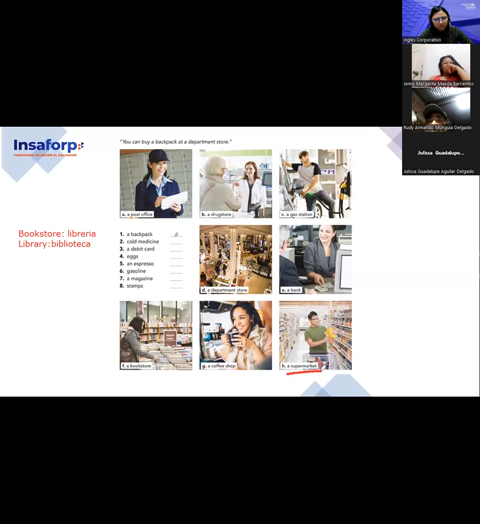 Insaforp
"You can buy a backpack at a department store."
a. a post office
b. a drugstore
c. a gas station
Bookstore: libreria
Library:biblioteca
1. a backpack d
2. cold medicine
3. a debit card
4. eggs
5. an espresso
6. gasoline
7. a magazine
8. stamps
d. a department store
e. a bank
f. a bookstore
g. a coffee shop
h. a supermarket
Ingles Corporativo
Rudy Armando Munguia Delgado
Julissa Guadalupe...
Julissa Guadalupe Aguilar Delgado